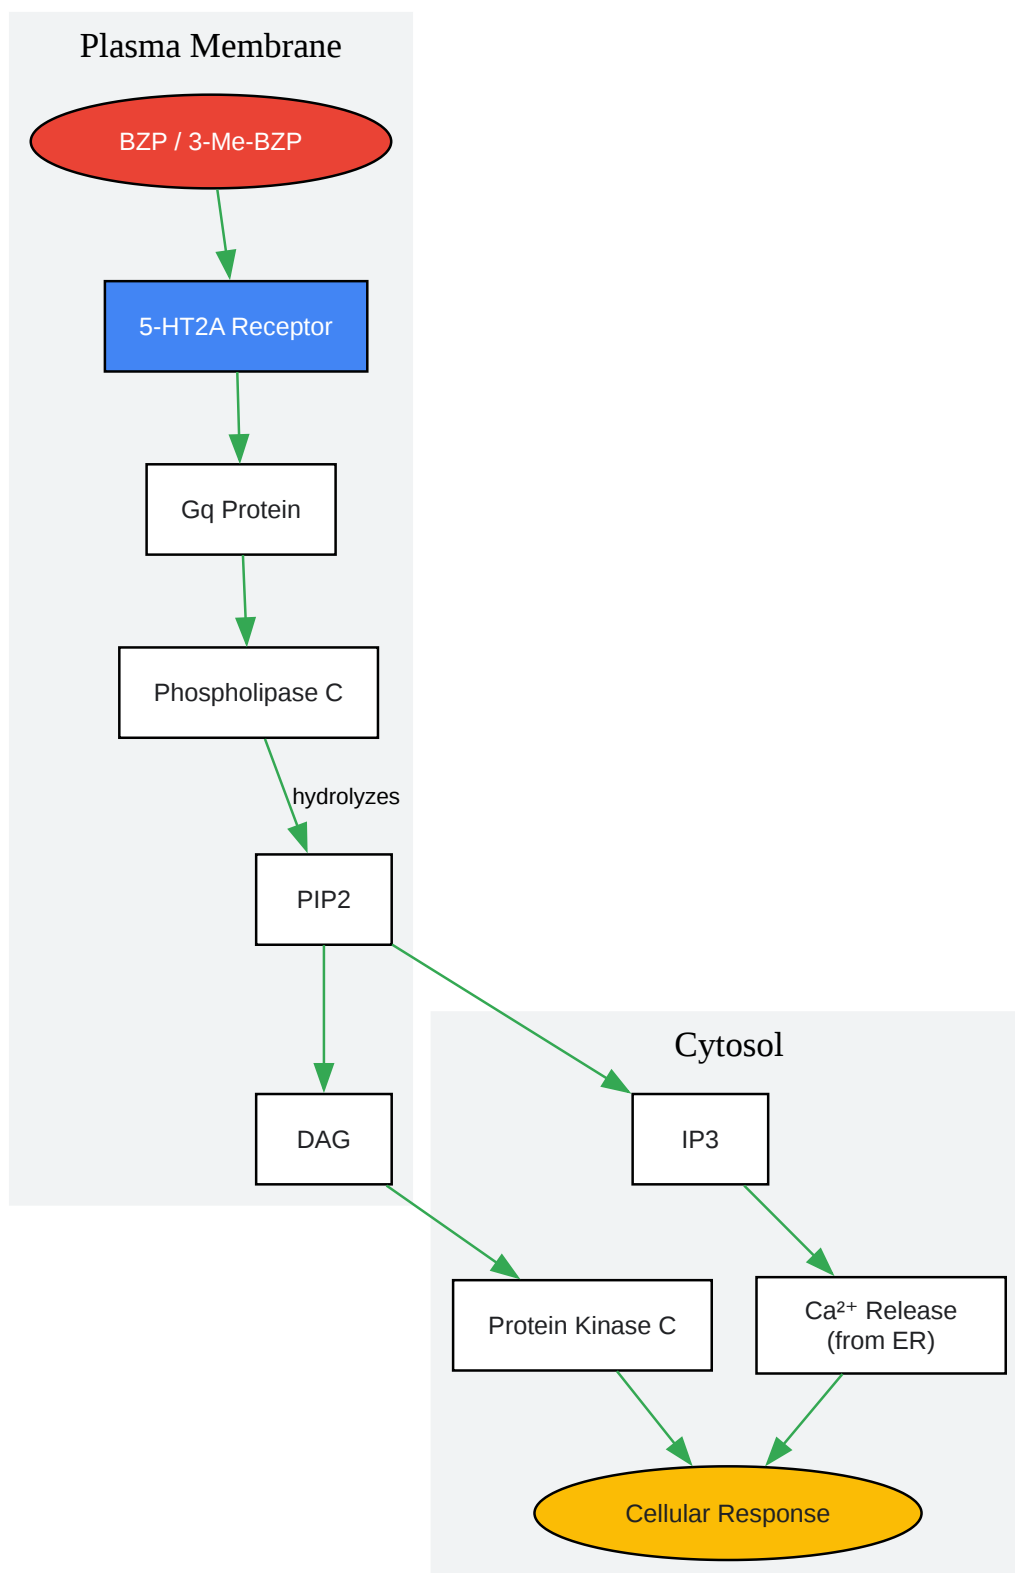 Plasma Membrane
BZP / 3-Me-BZP
5-HT2A Receptor
Gq Protein
Phospholipase C
hydrolyzes
PIP2
Cytosol
DAG
IP3
Protein Kinase C
Ca²⁺ Release
(from ER)
Cellular Response